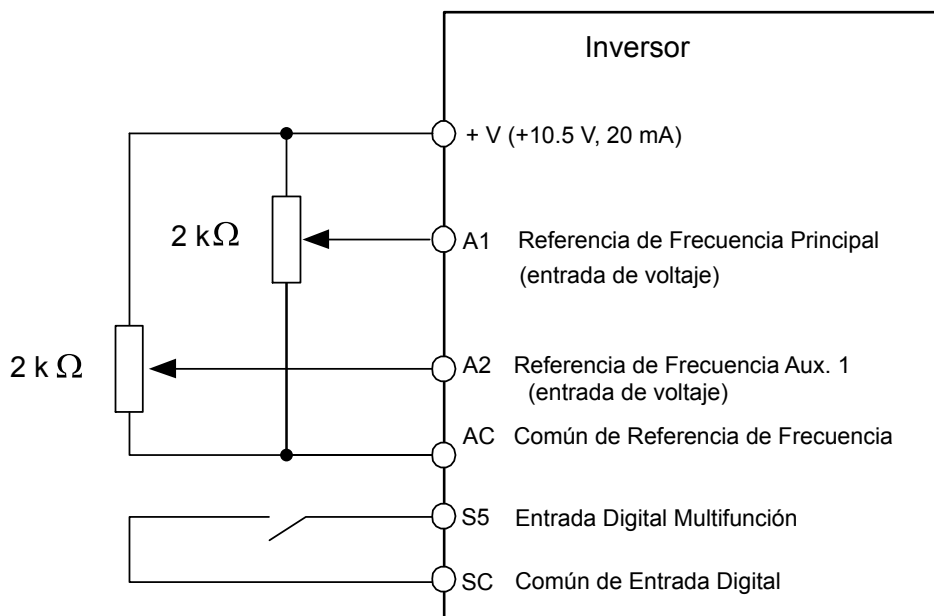 Inversor
+ V (+10.5 V, 20 mA)
2 kΩ
A1 Referencia de Frecuencia Principal
(entrada de voltaje)
2 k Ω
A2 Referencia de Frecuencia Aux. 1
(entrada de voltaje)
AC Común de Referencia de Frecuencia
S5 Entrada Digital Multifunción
SC Común de Entrada Digital